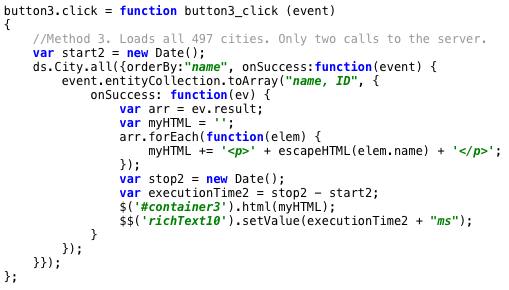 button3.click = function button3_click (event)
{
    //Method 3. Loads all 497 cities. Only two calls to the server.
    var start2 = new Date();
    ds.City.all({orderBy:"name", onSuccess:function(event) {
        event.entityCollection.toArray("name, ID", {
            onSuccess: function(ev) {
                var arr = ev.result;
                var myHTML = '';
                arr.forEach(function(elem) {
                    myHTML += '<p>' + escapeHTML(elem.name) + '</p>';
                });
                var stop2 = new Date();
                var executionTime2 = stop2 - start2;
                $('#container3').html(myHTML);
                $$('richText10').setValue(executionTime2 + "ms");
            }
        });
    }});
};